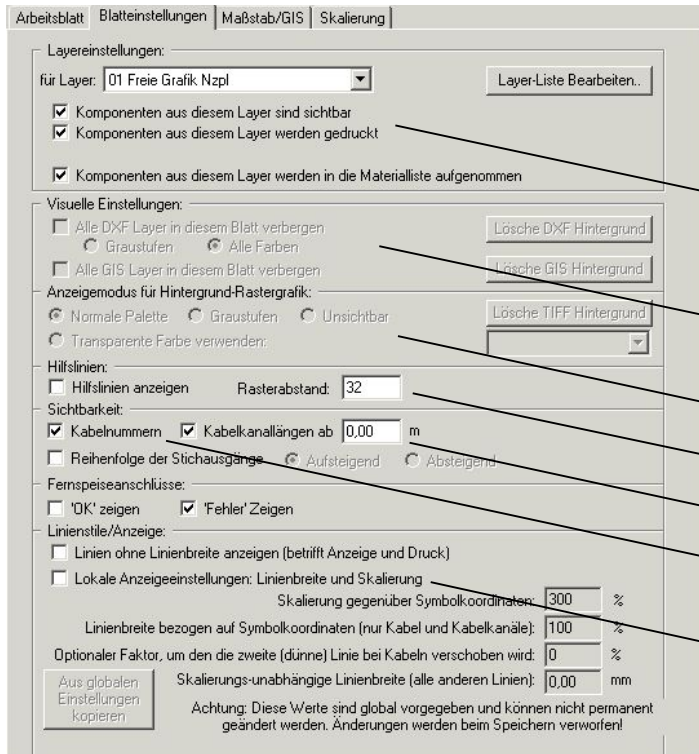 Arbeitsblatt Blatteinstellungen Maßstab/GIS Skalierung
Layereinstellungen:
für Layer: 01 Freie Grafik Nzpl Layer-Liste Bearbeiten..
Komponenten aus diesem Layer sind sichtbar
Komponenten aus diesem Layer werden gedruckt
Komponenten aus diesem Layer werden in die Materialliste aufgenommen
Visuelle Einstellungen:
Alle DXF Layer in diesem Blatt verbergen Lösche DXF Hintergrund
Graustufen Alle Farben
Alle GIS Layer in diesem Blatt verbergen Lösche GIS Hintergrund
Anzeigemodus für Hintergrund-Rastergrafik:
Normale Palette Graustufen Unsichtbar Lösche TIFF Hintergrund
Transparente Farbe verwenden:
Hilfslinien:
Hilfslinien anzeigen Rasterabstand: 32
Sichtbarkeit:
Kabelnummern Kabelkanallängen ab 0,00 m
Reihenfolge der Stichausgänge Aufsteigend Absteigend
Fernspeiseanschlüsse:
'OK' zeigen 'Fehler' Zeigen
Linienstile/Anzeige:
Linien ohne Linienbreite anzeigen (betrifft Anzeige und Druck)
Lokale Anzeigeeinstellungen: Linienbreite und Skalierung
Skalierung gegenüber Symbolkoordinaten: 300 %
Linienbreite bezogen auf Symbolkoordinaten (nur Kabel und Kabelkanäle): 100 %
Optionaler Faktor, um den die zweite (dünne) Linie bei Kabeln verschoben wird: 0 %
Skalierungs-unabhängige Linienbreite (alle anderen Linien): 0,00 mm
Aus globalen
Einstellungen
kopieren
Achtung: Diese Werte sind global vorgegeben und können nicht permanent
geändert werden. Änderungen werden beim Speichern verworfen!